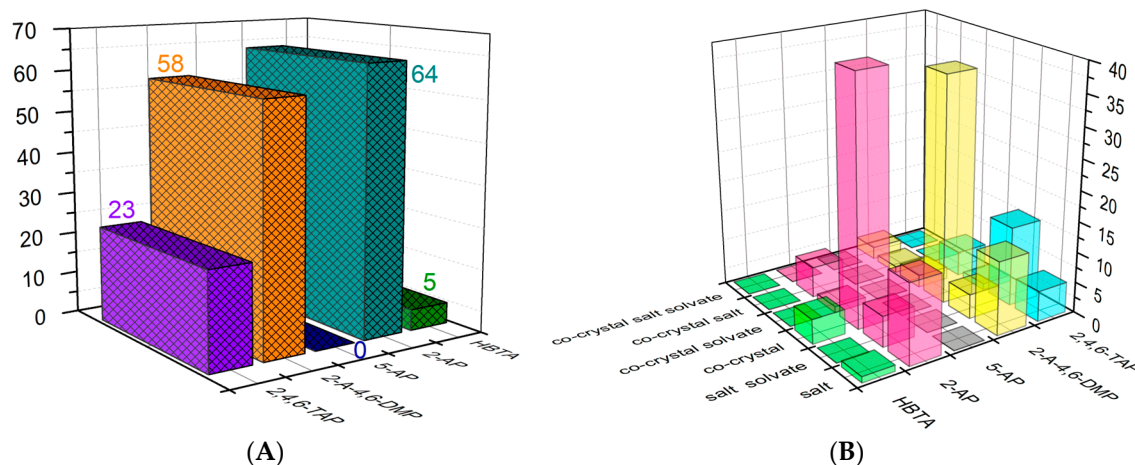 70
60
50
40
30
20
10
0
23
58
0
64
5
2,4,6-TAP
2-A-4,6-DMP
5-AP
2-AP
HBTA
(A)
40
35
30
25
20
15
10
5
0
co-crystal salt solvate
co-crystal salt
co-crystal solvate
co-crystal
salt solvate
salt
HBTA
2-AP
5-AP
2-A-4,6-DMP
2,4,6-TAP
(B)